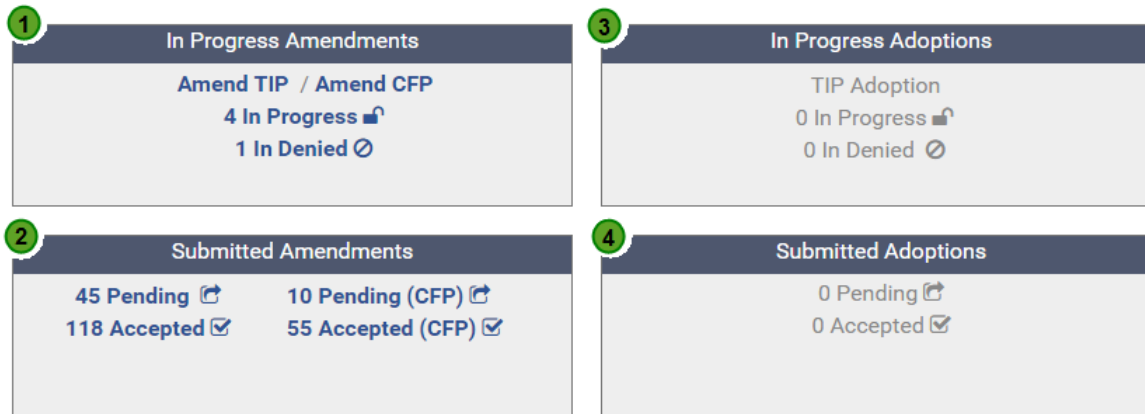 1
In Progress Amendments
Amend TIP / Amend CFP
4 In Progress
1 In Denied
3
In Progress Adoptions
TIP Adoption
0 In Progress
0 In Denied
2
Submitted Amendments
45 Pending 10 Pending (CFP)
118 Accepted 55 Accepted (CFP)
4
Submitted Adoptions
0 Pending
0 Accepted